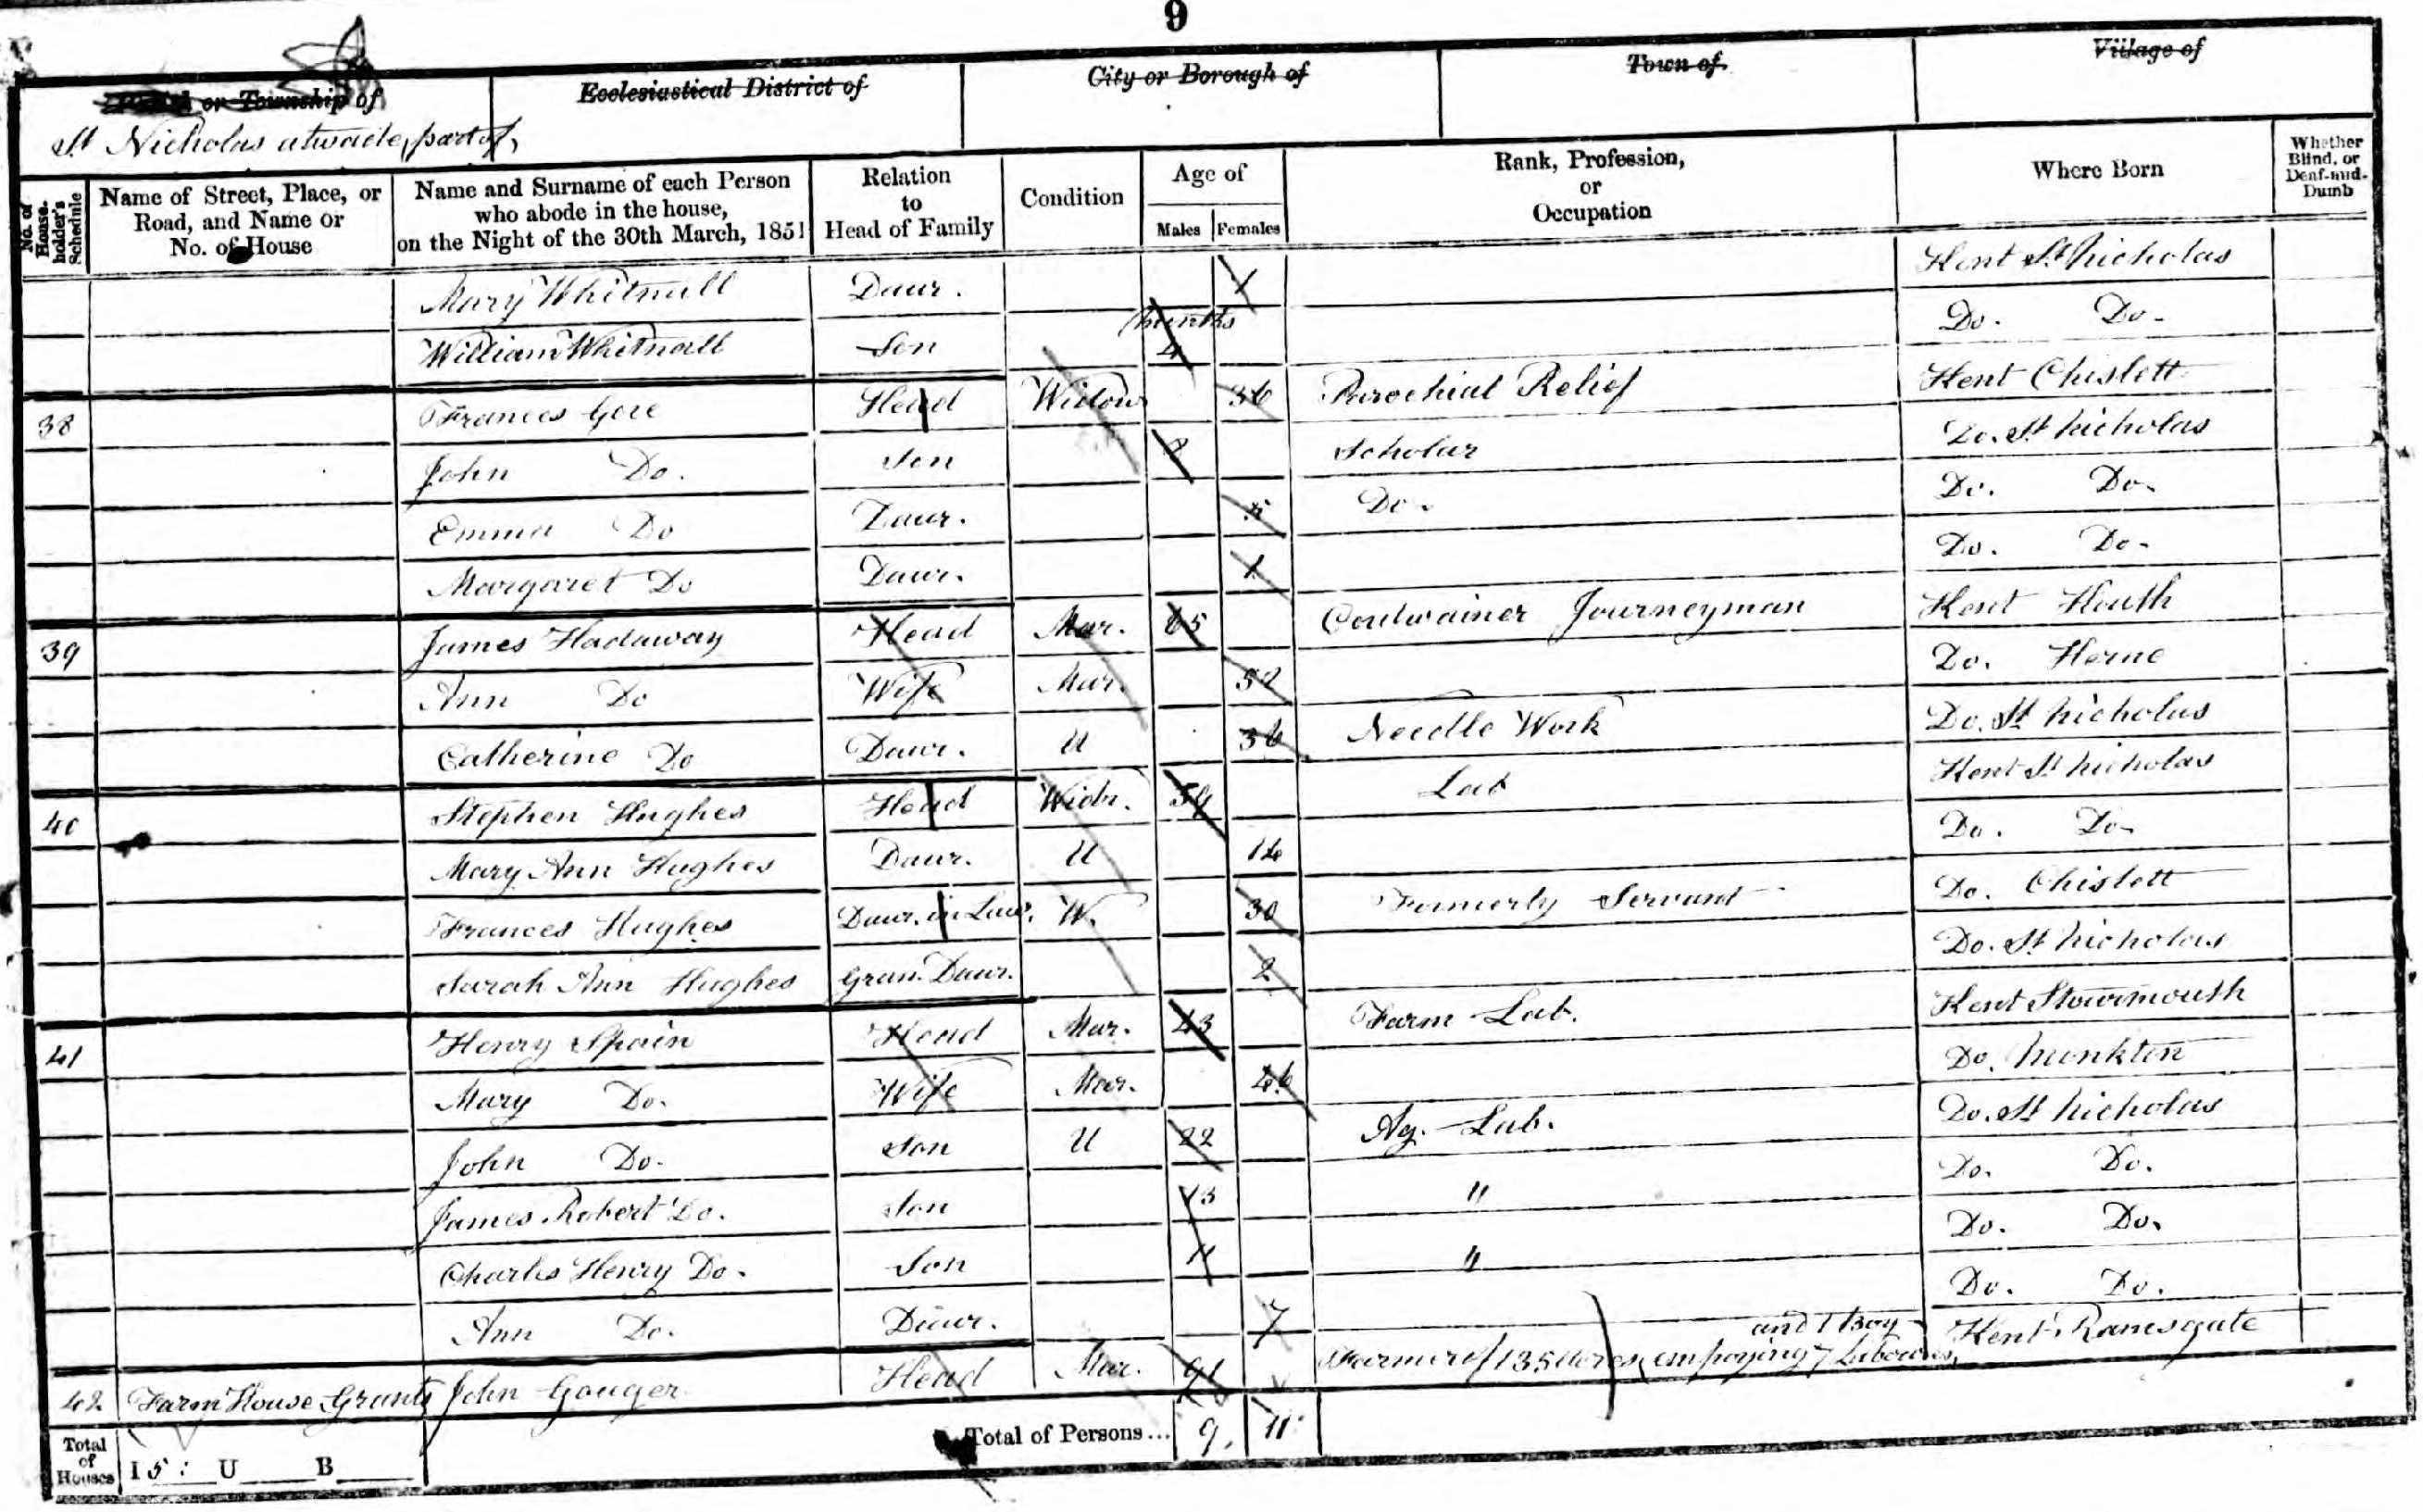 9
Parish or Township of Ecclesiastical District of City or Borough of Town of Village of
St Nicholas atwade, part of,
No. of House-holder's Schedule
Name of Street, Place, or Road, and Name or No. of House
Name and Surname of each Person who abode in the house, on the Night of the 30th March, 1851
Relation to Head of Family
Condition
Age of
Males Females
Rank, Profession, or Occupation
Where Born
Whether Blind, or Deaf-and-Dumb
Mary Whitnall Daur. 1 Kent St Nicholas
William Whitnall Son months 4 Do. Do.
38 Frances Gore Head Widow 36 Parochial Relief Kent Chislett
John Do. Son Scholar Do. St Nicholas
Emma Do Daur. 5 Do. Do. Do.
Margaret Do Daur. 1 Do. Do.
39 James Hadaway Head Mar. 65 Cordwainer Journeyman Kent Hoath
Ann Do Wife Mar. 52 Do. Herne
Catherine Do Daur. U 36 Needle Work Do. St Nicholas
40 Stephen Hughes Head Widr. 54 Lab Kent St Nicholas
Mary Ann Hughes Daur. U 14 Do. Do.
Frances Hughes Daur. in Law. W. 30 Formerly Servant Do. Chislett
Sarah Ann Hughes Gran. Daur. 2 Do. St Nicholas
41 Henry Spain Head Mar. 43 Farm Lab. Kent Stourmouth
Mary Do. Wife Mar. 46 Do. Monkton
John Do. Son U 22 Ag. Lab. Do. St Nicholas
James Robert Do. Son 13 " Do. Do.
Charles Henry Do. Son 11 " Do. Do.
Ann Do. Daur. 7 Do. Do.
42 Farm House Grants John Gouger Head Mar. Farmer of 135 Acres, empoying 7 Labourers, and 1 Boy Kent Ramsgate
Total of Houses I 5: U B Total of Persons... 9. 11